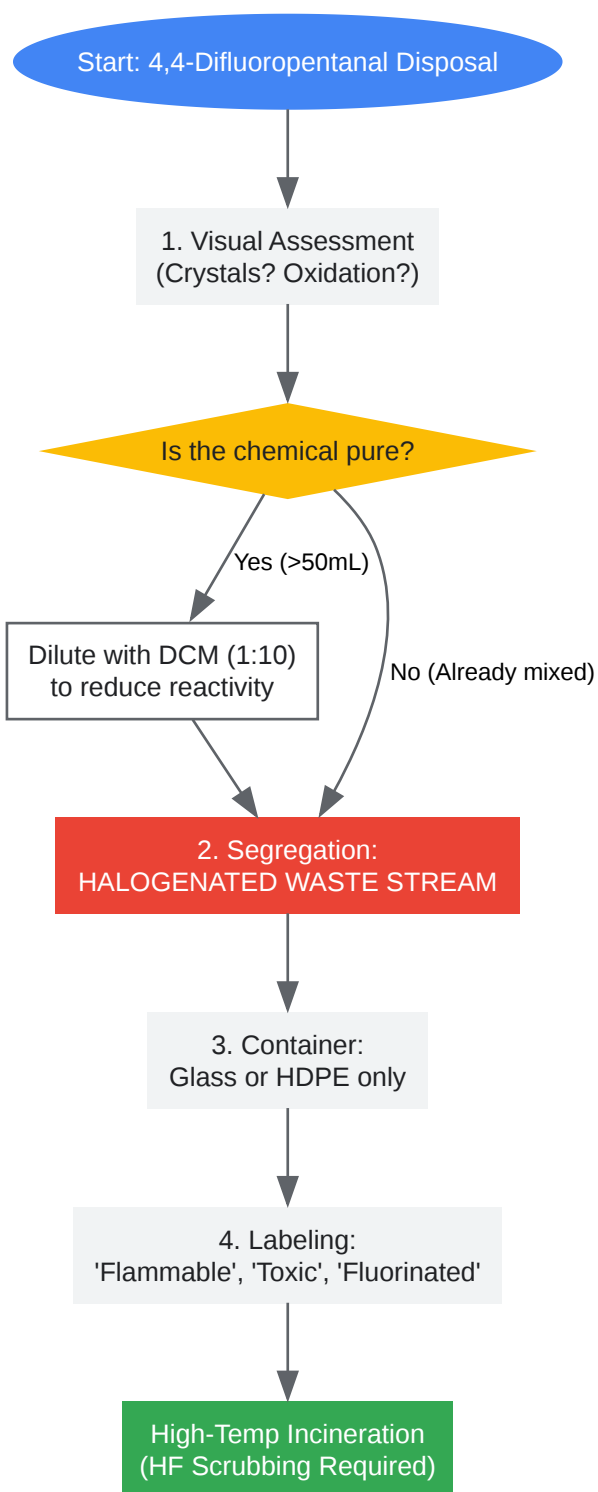 Start: 4,4-Difluoropentanal Disposal
1. Visual Assessment
(Crystals? Oxidation?)
Is the chemical pure?
Yes (>50mL)
Dilute with DCM (1:10)
to reduce reactivity
No (Already mixed)
2. Segregation:
HALOGENATED WASTE STREAM
3. Container:
Glass or HDPE only
4. Labeling:
'Flammable', 'Toxic', 'Fluorinated'
High-Temp Incineration
(HF Scrubbing Required)